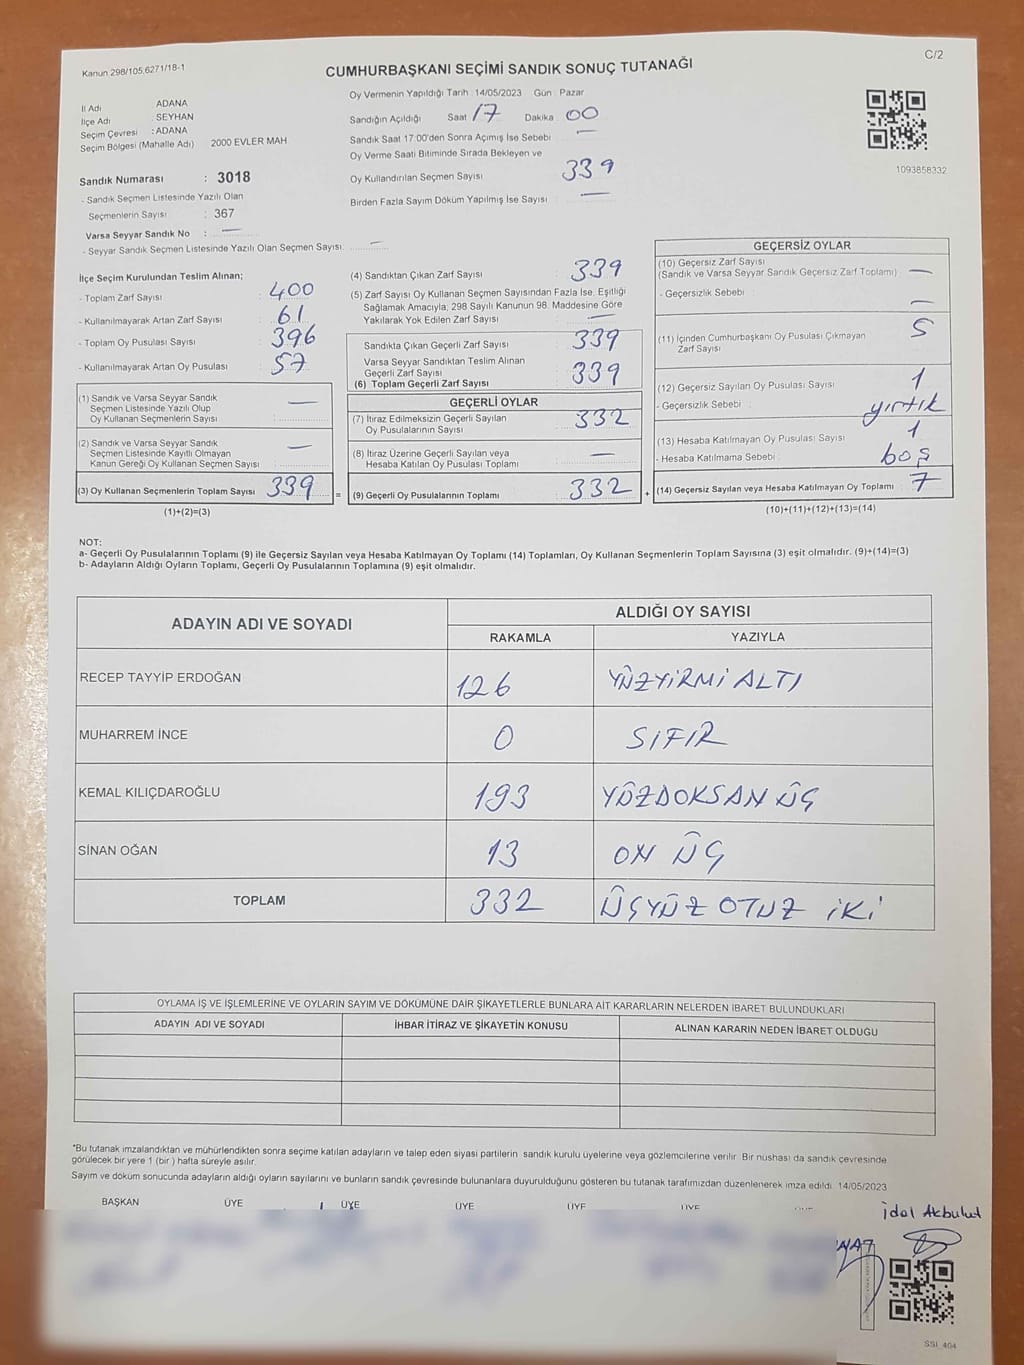 Kanun 298/105,6271/18-1
C/2
CUMHURBAŞKANI SEÇİMİ SANDIK SONUÇ TUTANAĞI
İl Adı ADANA
İlçe Adı : SEYHAN
Seçim Çevresi : ADANA
Seçim Bölgesi (Mahalle Adı) 2000 EVLER MAH
Sandık Numarası : 3018
- Sandık Seçmen Listesinde Yazılı Olan
Seçmenlerin Sayısı : 367
Varsa Seyyar Sandık No : —
- Seyyar Sandık Seçmen Listesinde Yazılı Olan Seçmen Sayısı: —
Oy Vermenin Yapıldığı Tarih : 14/05/2023 Gün : Pazar
Sandığın Açıldığı Saat 17 Dakika : 00
Sandık Saat 17:00'den Sonra Açılmış İse Sebebi : —
Oy Verme Saati Bitiminde Sırada Bekleyen ve
Oy Kullandırılan Seçmen Sayısı 339
Birden Fazla Sayım Döküm Yapılmış İse Sayısı —
1093858332
İlçe Seçim Kurulundan Teslim Alınan;
- Toplam Zarf Sayısı : 400
- Kullanılmayarak Artan Zarf Sayısı : 61
- Toplam Oy Pusulası Sayısı : 396
- Kullanılmayarak Artan Oy Pusulası : 57
(1) Sandık ve Varsa Seyyar Sandık —
Seçmen Listesinde Yazılı Olup
Oy Kullanan Seçmenlerin Sayısı
(2) Sandık ve Varsa Seyyar Sandık —
Seçmen Listesinde Kayıtlı Olmayan
Kanun Gereği Oy Kullanan Seçmen Sayısı
(3) Oy Kullanan Seçmenlerin Toplam Sayısı 339 =
(1)+(2)=(3)
(4) Sandıktan Çıkan Zarf Sayısı : 339
(5) Zarf Sayısı Oy Kullanan Seçmen Sayısından Fazla İse, Eşitliği
Sağlamak Amacıyla, 298 Sayılı Kanunun 98. Maddesine Göre
Yakılarak Yok Edilen Zarf Sayısı : —
Sandıkta Çıkan Geçerli Zarf Sayısı : 339
Varsa Seyyar Sandıktan Teslim Alınan
Geçerli Zarf Sayısı : 339
(6) Toplam Geçerli Zarf Sayısı
GEÇERLİ OYLAR
(7) İtiraz Edilmeksizin Geçerli Sayılan : 332
Oy Pusulalarının Sayısı
(8) İtiraz Üzerine Geçerli Sayılan veya —
Hesaba Katılan Oy Pusulası Toplamı
(9) Geçerli Oy Pusulalarının Toplamı : 332 +
GEÇERSİZ OYLAR
(10) Geçersiz Zarf Sayısı
(Sandık ve Varsa Seyyar Sandık Geçersiz Zarf Toplamı) : —
- Geçersizlik Sebebi : —
(11) İçinden Cumhurbaşkanı Oy Pusulası Çıkmayan 5
Zarf Sayısı
(12) Geçersiz Sayılan Oy Pusulası Sayısı : 1
- Geçersizlik Sebebi : yırtık
(13) Hesaba Katılmayan Oy Pusulası Sayısı : 1
- Hesaba Katılmama Sebebi : boş
(14) Geçersiz Sayılan veya Hesaba Katılmayan Oy Toplamı : 7
(10)+(11)+(12)+(13)=(14)
NOT:
a- Geçerli Oy Pusulalarının Toplamı (9) ile Geçersiz Sayılan veya Hesaba Katılmayan Oy Toplamı (14) Toplamları, Oy Kullanan Seçmenlerin Toplam Sayısına (3) eşit olmalıdır. (9)+(14)=(3)
b- Adayların Aldığı Oyların Toplamı, Geçerli Oy Pusulalarının Toplamına (9) eşit olmalıdır.
ADAYIN ADI VE SOYADI ALDIĞI OY SAYISI
RAKAMLA YAZIYLA
RECEP TAYYİP ERDOĞAN 126 YÜZYİRMİ ALTI
MUHARREM İNCE 0 SIFIR
KEMAL KILIÇDAROĞLU 193 YÜZDOKSAN ÜÇ
SİNAN OĞAN 13 ON ÜÇ
TOPLAM 332 ÜÇYÜZ OTUZ İKİ
OYLAMA İŞ VE İŞLEMLERİNE VE OYLARIN SAYIM VE DÖKÜMÜNE DAİR ŞİKAYETLERLE BUNLARA AİT KARARLARIN NELERDEN İBARET BULUNDUKLARI
ADAYIN ADI VE SOYADI İHBAR İTİRAZ VE ŞİKAYETİN KONUSU ALINAN KARARIN NEDEN İBARET OLDUĞU
*Bu tutanak imzalandıktan ve mühürlendikten sonra seçime katılan adayların ve talep eden siyasi partilerin sandık kurulu üyelerine veya gözlemcilerine verilir. Bir nüshası da sandık çevresinde
görülecek bir yere 1 (bir ) hafta süreyle asılır.
Sayım ve döküm sonucunda adayların aldığı oyların sayılarını ve bunların sandık çevresinde bulunanlara duyurulduğunu gösteren bu tutanak tarafımızdan düzenlenerek imza edildi. 14/05/2023
BAŞKAN ÜYE ÜYE ÜYE ÜYE ÜYE
İdal Akbulut
SSI_404